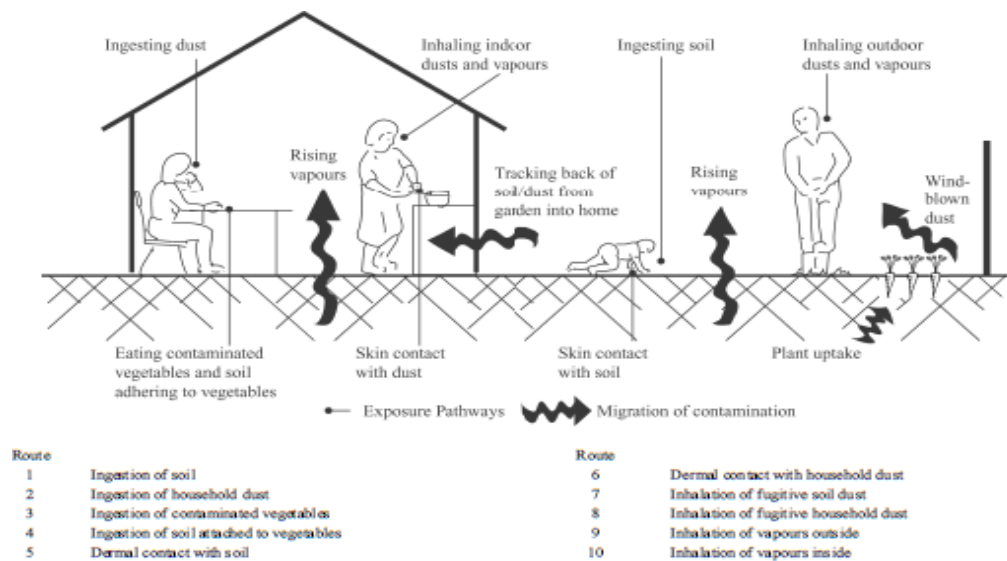 Ingesting dust
Inhaling indoor
dusts and vapours
Ingesting soil
Inhaling outdoor
dusts and vapours
Rising
vapours
Tracking back of
soil/dust from
garden into home
Rising
vapours
Wind-
blown
dust
Eating contaminated
vegetables and soil
adhering to vegetables
Skin contact
with dust
Skin contact
with soil
Plant uptake
Exposure Pathways
Migration of contamination
Route
1 Ingestion of soil
2 Ingestion of household dust
3 Ingestion of contaminated vegetables
4 Ingestion of soil attached to vegetables
5 Dermal contact with soil
Route
6 Dermal contact with household dust
7 Inhalation of fugitive soil dust
8 Inhalation of fugitive household dust
9 Inhalation of vapours outside
10 Inhalation of vapours inside